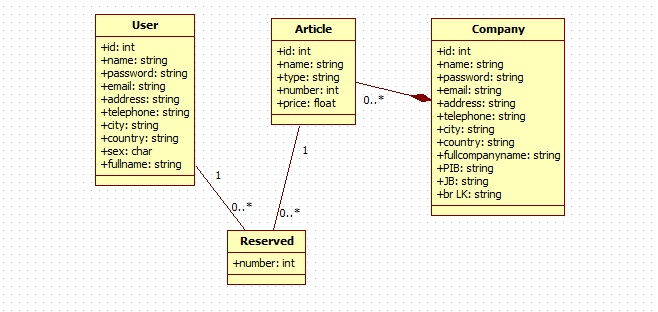 User
+id: int
+name: string
+password: string
+email: string
+address: string
+telephone: string
+city: string
+country: string
+sex: char
+fullname: string
Article
+id: int
+name: string
+type: string
+number: int
+price: float
Company
+id: int
+name: string
+password: string
+email: string
+address: string
+telephone: string
+city: string
+country: string
+fullcompanyname: string
+PIB: string
+JB: string
+br LK: string
0..*
1
1
0..*
0..*
Reserved
+number: int